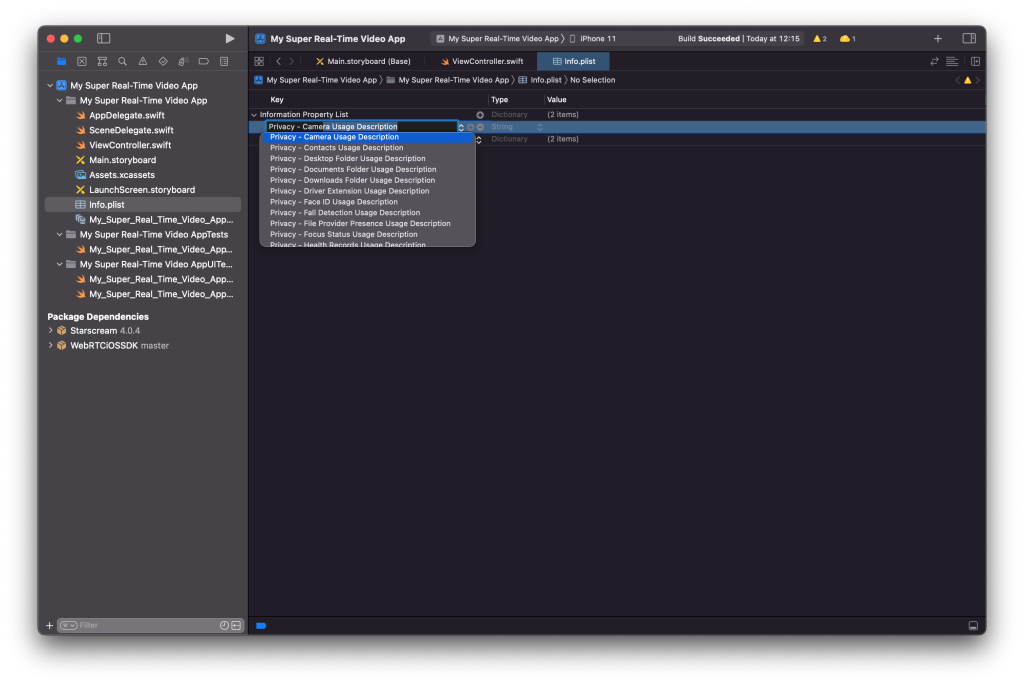 My Super Real-Time Video App
My Super Real-Time Video App
iPhone 11
Build Succeeded | Today at 12:15
2
1
Main.storyboard (Base)
ViewController.swift
Info.plist
My Super Real-Time Video App
My Super Real-Time Video App
Info.plist
No Selection
My Super Real-Time Video App
My Super Real-Time Video App
AppDelegate.swift
SceneDelegate.swift
ViewController.swift
Main.storyboard
Assets.xcassets
LaunchScreen.storyboard
Info.plist
My_Super_Real_Time_Video_App...
My Super Real-Time Video AppTests
My_Super_Real_Time_Video_App...
My Super Real-Time Video AppUITe...
My_Super_Real_Time_Video_App...
My_Super_Real_Time_Video_App...
Package Dependencies
Starscream 4.0.4
WebRTCiOSSDK master
Filter
Key Type Value
Information Property List Dictionary (2 items)
Privacy - Camera Usage Description String
Dictionary (2 items)
Privacy - Camera Usage Description
Privacy - Contacts Usage Description
Privacy - Desktop Folder Usage Description
Privacy - Documents Folder Usage Description
Privacy - Downloads Folder Usage Description
Privacy - Driver Extension Usage Description
Privacy - Face ID Usage Description
Privacy - Fall Detection Usage Description
Privacy - File Provider Presence Usage Description
Privacy - Focus Status Usage Description
Privacy - Health Records Usage Description